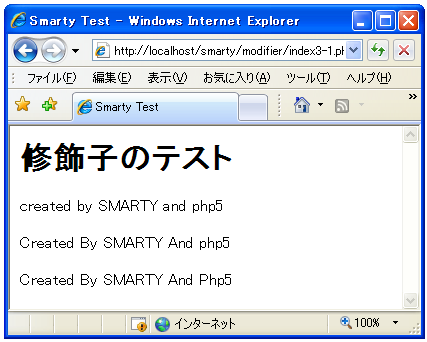 Smarty Test - Windows Internet Explorer
http://localhost/smarty/modifier/index3-1.ph
ファイル(F) 編集(E) 表示(V) お気に入り(A) ツール(T) ヘルプ(H)
Smarty Test
修飾子のテスト
created by SMARTY and php5
Created By SMARTY And php5
Created By SMARTY And Php5
インターネット 100%